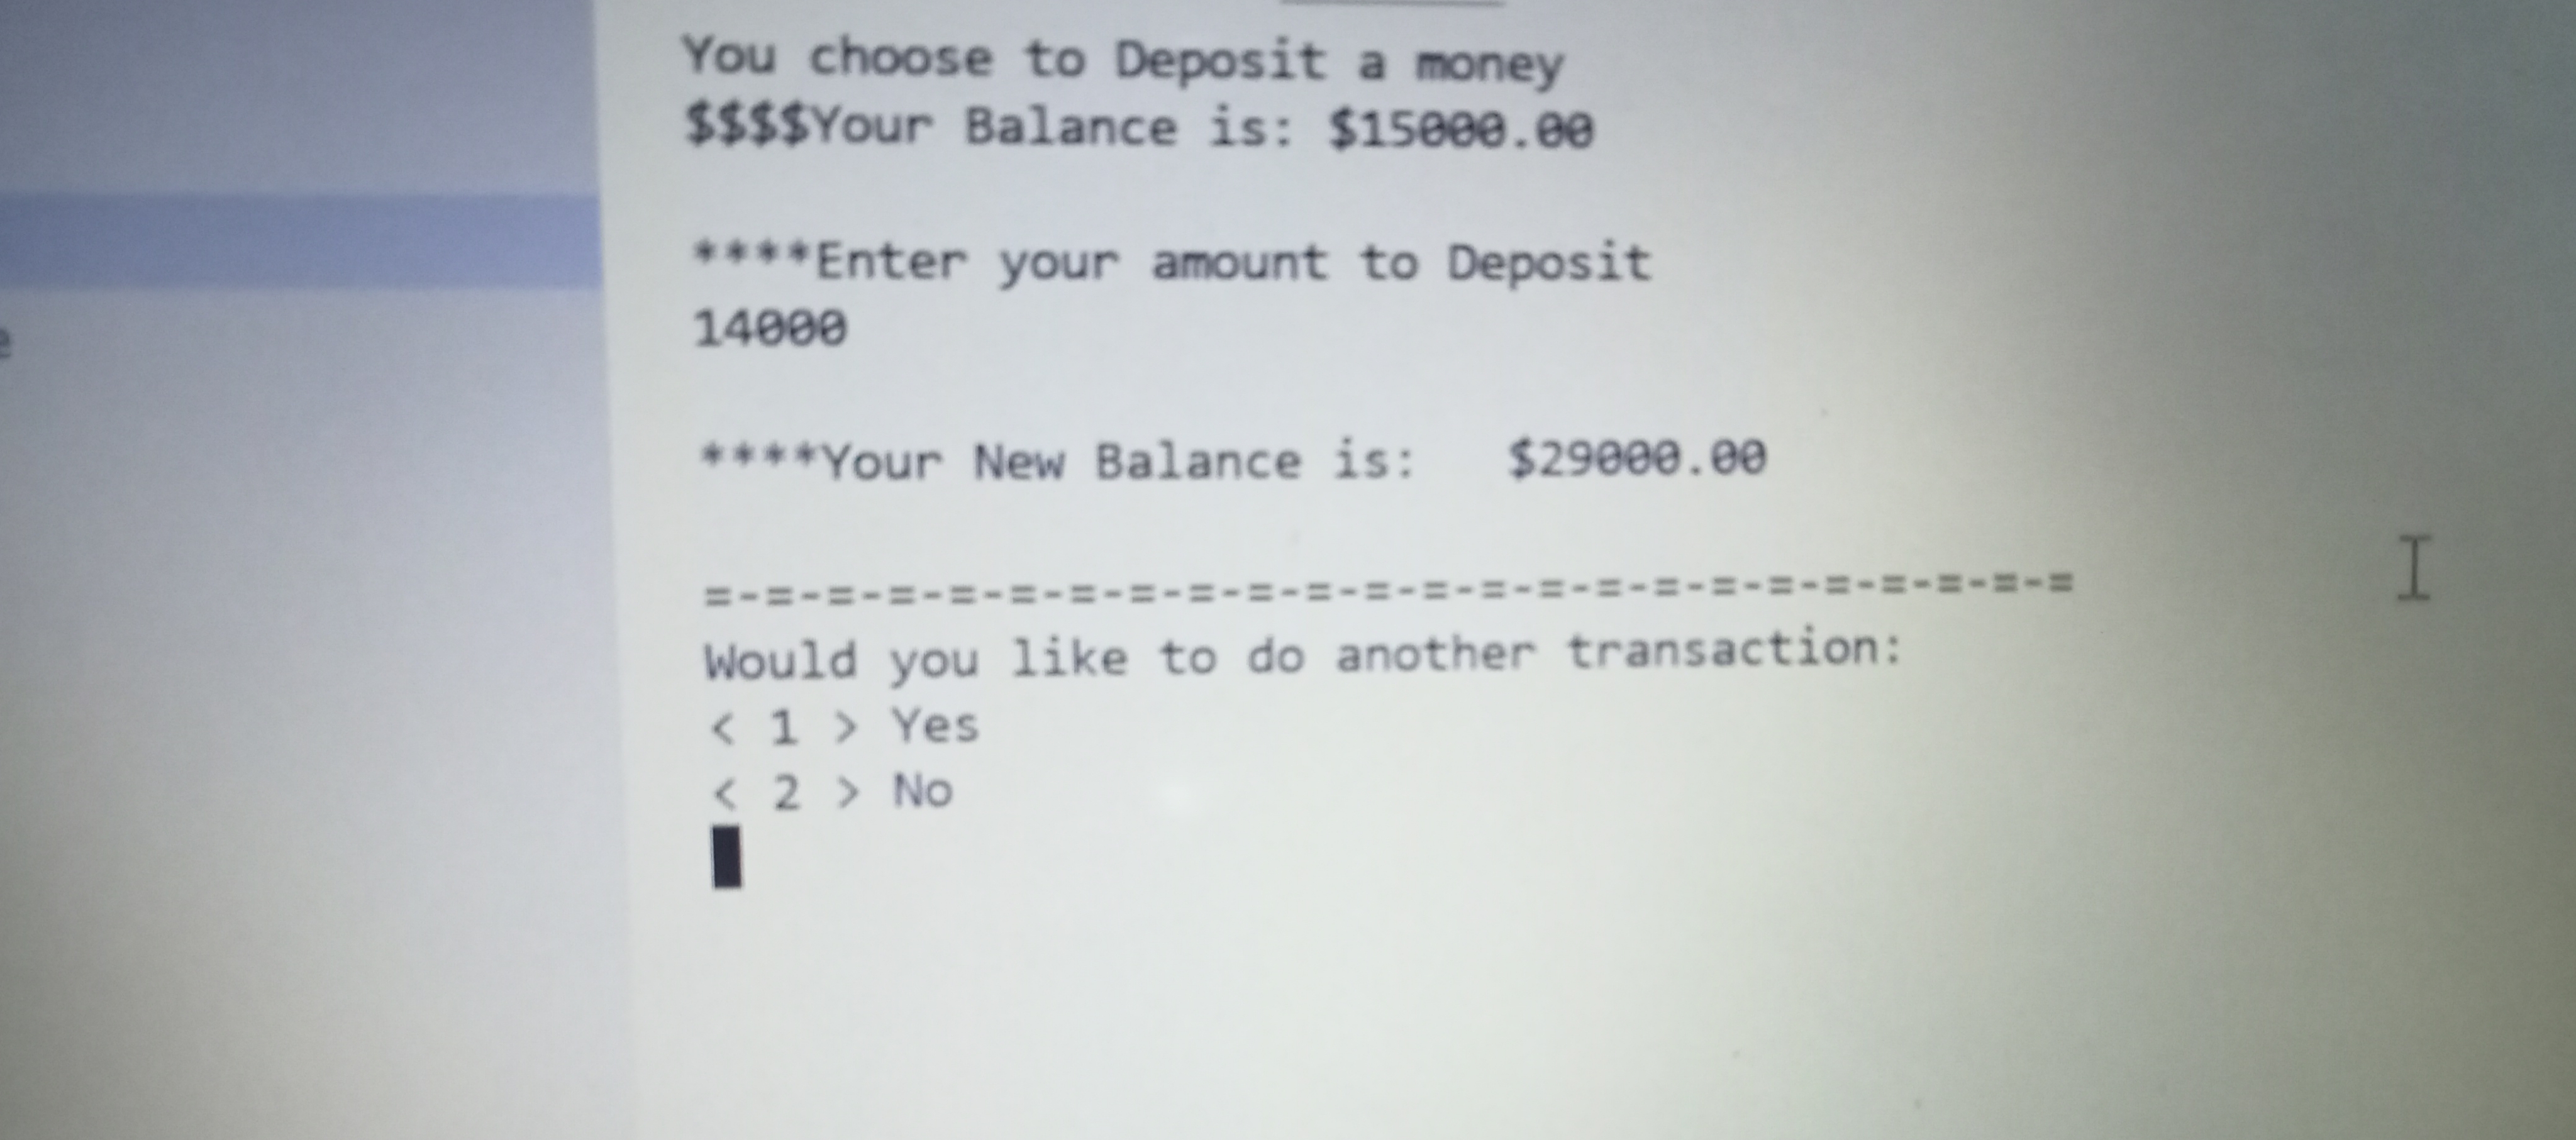 You choose to Deposit a money
$$$$Your Balance is: $15000.00
****Enter your amount to Deposit
14000
****Your New Balance is:   $29000.00
=-=-=-=-=-=-=-=-=-=-=-=-=-=-=-=-=-=-=-=-=-=-=-=
Would you like to do another transaction:
< 1 > Yes
< 2 > No